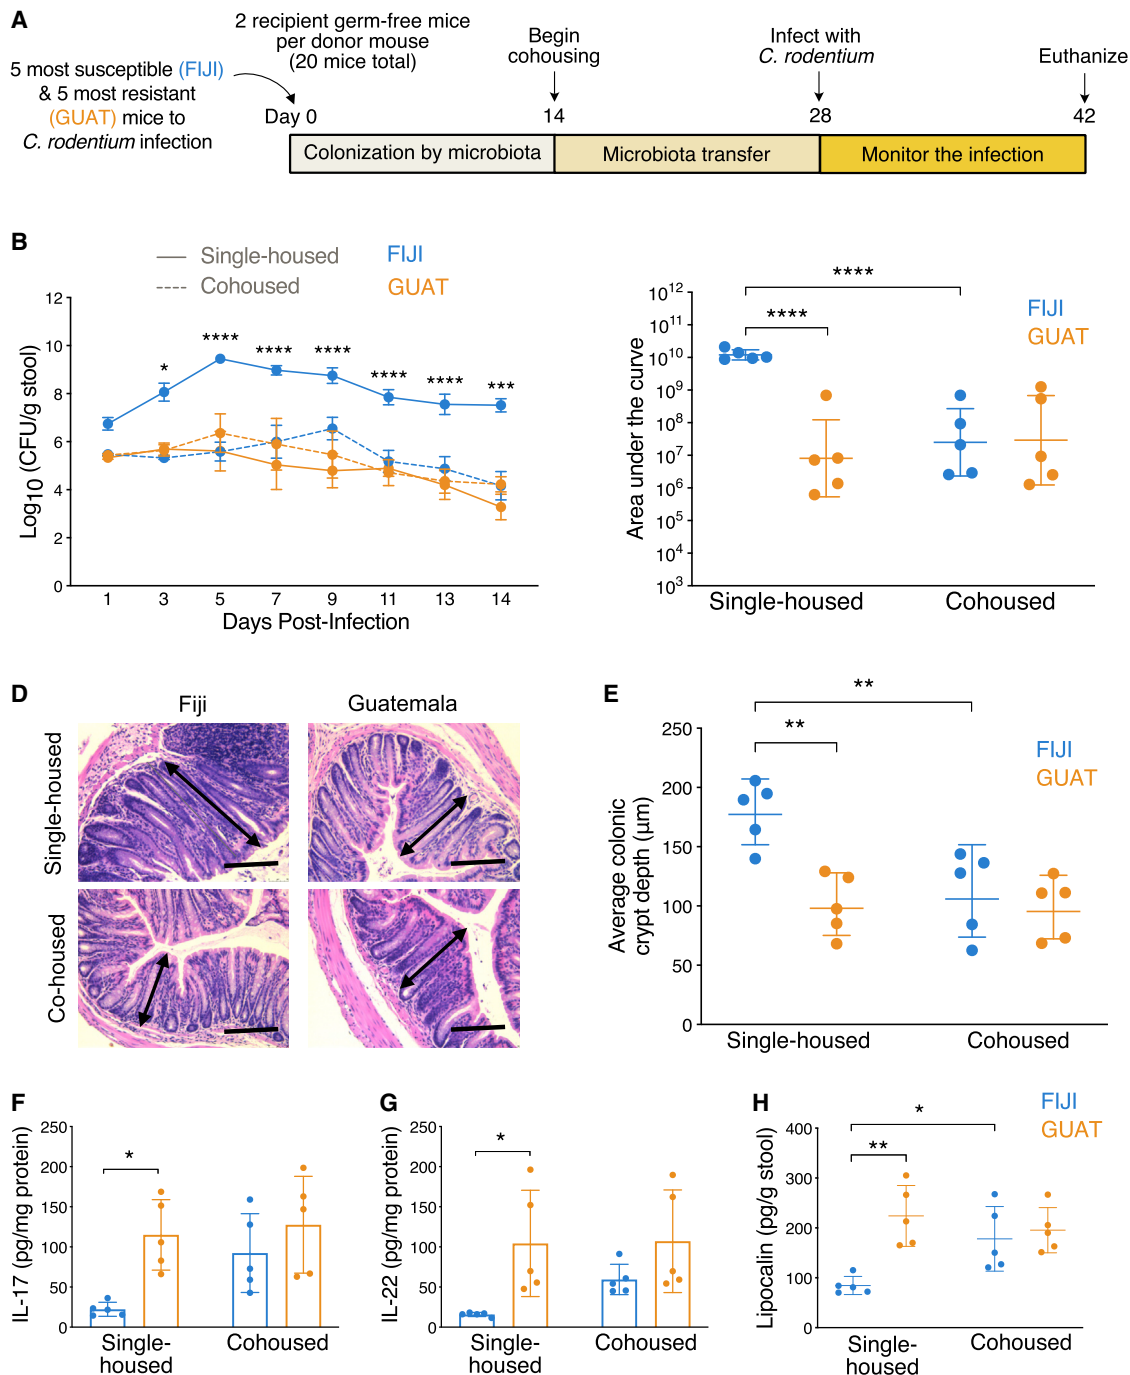 A
5 most susceptible (FIJI)
& 5 most resistant
(GUAT) mice to
C. rodentium infection
2 recipient germ-free mice
per donor mouse
(20 mice total)
Begin
cohousing
Infect with
C. rodentium
Euthanize
Day 0
14
28
42
Colonization by microbiota
Microbiota transfer
Monitor the infection
B
Single-housed
Cohoused
FIJI
GUAT
Log10 (CFU/g stool)
12
10
8
6
4
2
0
* **** **** **** **** **** ***
1 3 5 7 9 11 13 14
Days Post-Infection
Area under the curve
10^12
10^11
10^10
10^9
10^8
10^7
10^6
10^5
10^4
10^3
****
****
FIJI
GUAT
Single-housed
Cohoused
D
Fiji
Guatemala
Single-housed
Co-housed
E
Average colonic
crypt depth (µm)
250
200
150
100
50
0
**
**
FIJI
GUAT
Single-housed
Cohoused
F
IL-17 (pg/mg protein)
250
200
150
100
50
0
*
Single-
housed
Cohoused
G
IL-22 (pg/mg protein)
250
200
150
100
50
0
*
Single-
housed
Cohoused
H
Lipocalin (pg/g stool)
400
300
200
100
0
*
**
FIJI
GUAT
Single-
housed
Cohoused